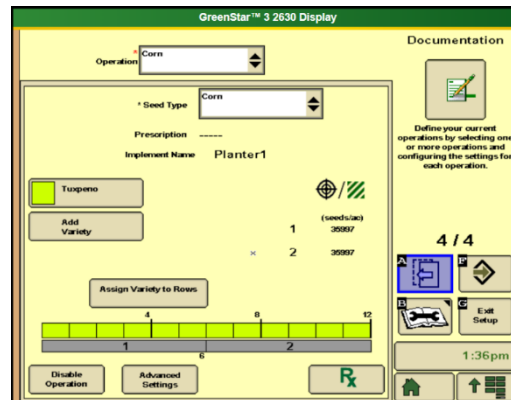 GreenStar™ 3 2630 Display
Documentation
* Operation Corn
* Seed Type Corn
Prescription -----
Implement Name Planter1
Define your current
operations by selecting one
or more operations and
configuring the settings for
each operation.
Tuxpeno
Add
Variety
(seeds/ac)
1 35997
× 2 35997
4 / 4
A
F
Assign Variety to Rows
B
G
Exit
Setup
4 8 12
1 2
6
1:36pm
Disable
Operation
Advanced
Settings
Rx